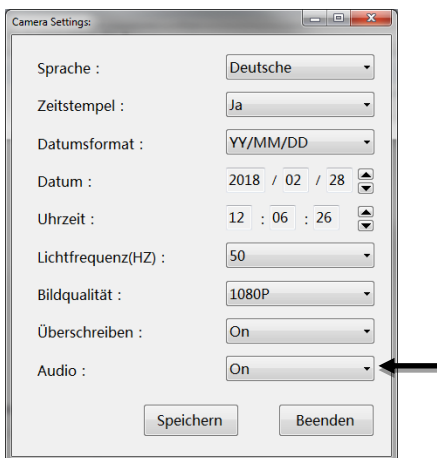 Camera Settings:
Sprache : Deutsche
Zeitstempel : Ja
Datumsformat : YY/MM/DD
Datum : 2018 / 02 / 28
Uhrzeit : 12 : 06 : 26
Lichtfrequenz(HZ) : 50
Bildqualität : 1080P
Überschreiben : On
Audio : On
Speichern Beenden